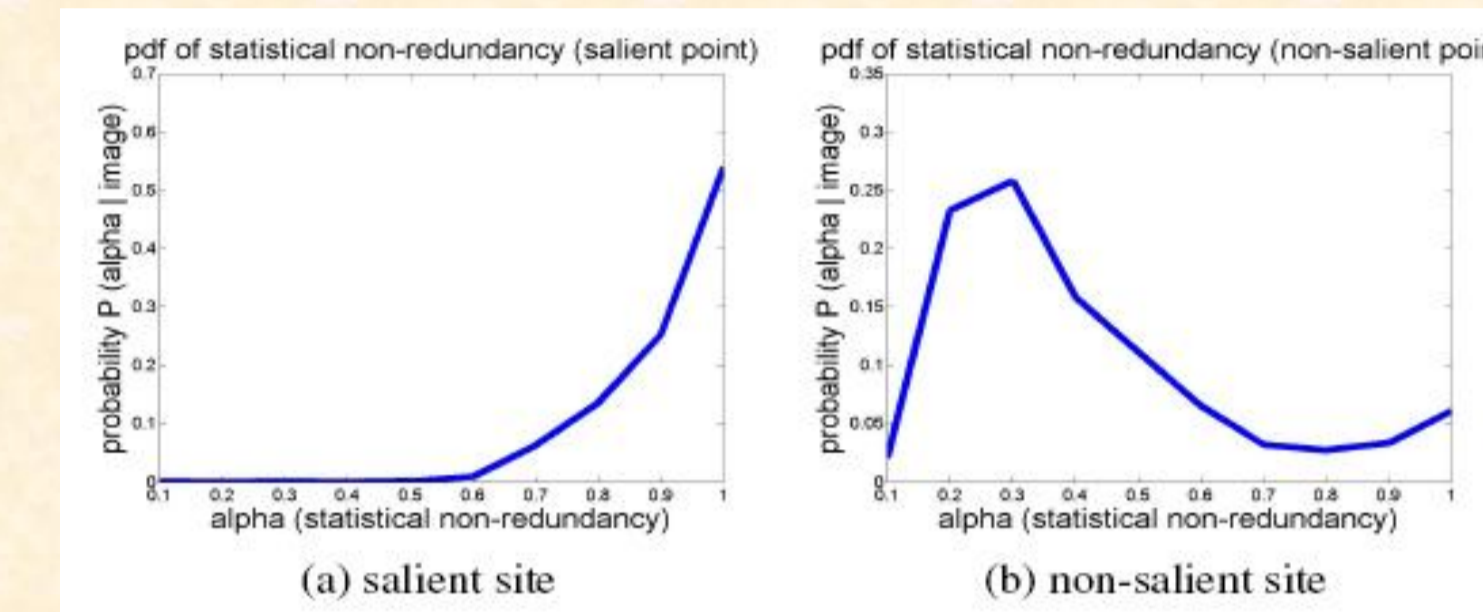 pdf of statistical non-redundancy (salient point)
0.7
0.6
0.5
0.4
0.3
0.2
0.1
0
probability P (alpha | image)
0.1 0.2 0.3 0.4 0.5 0.6 0.7 0.8 0.9 1
alpha (statistical non-redundancy)
(a) salient site
pdf of statistical non-redundancy (non-salient poi
0.35
0.3
0.25
0.2
0.15
0.1
0.05
0
probability P (alpha | image)
0.1 0.2 0.3 0.4 0.5 0.6 0.7 0.8 0.9 1
alpha (statistical non-redundancy)
(b) non-salient site